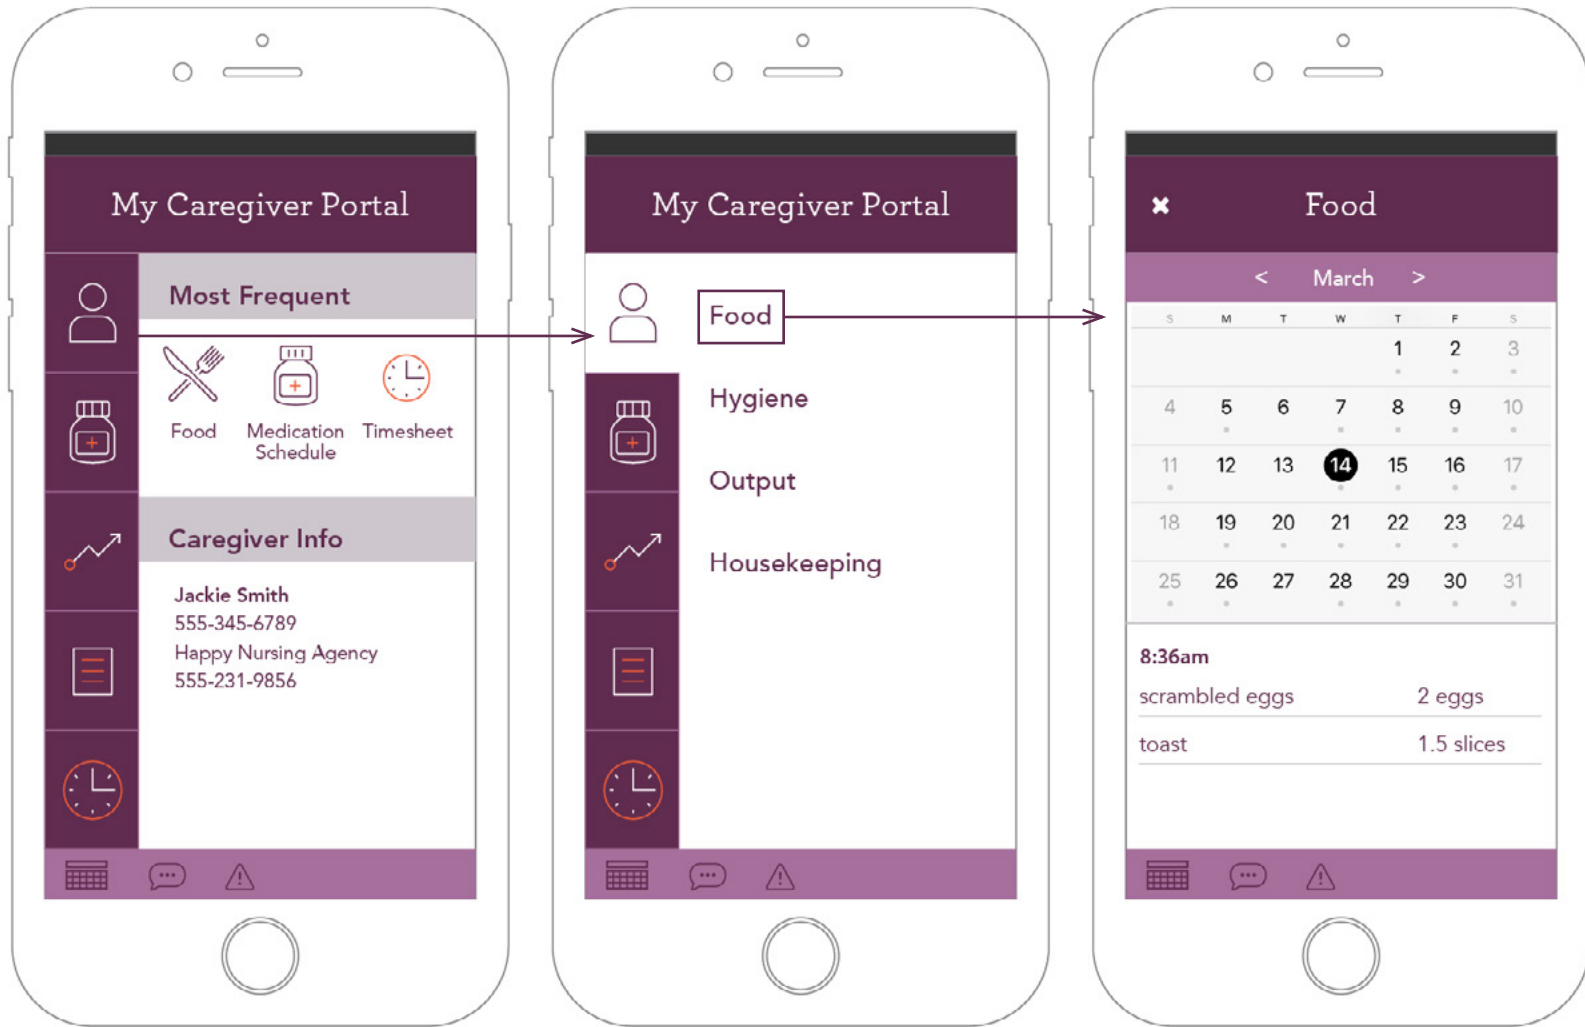 My Caregiver Portal
Most Frequent
Food
Medication
Schedule
Timesheet
Caregiver Info
Jackie Smith
555-345-6789
Happy Nursing Agency
555-231-9856
My Caregiver Portal
Food
Hygiene
Output
Housekeeping
Food
< March >
S M T W T F S
1 2 3
4 5 6 7 8 9 10
11 12 13 14 15 16 17
18 19 20 21 22 23 24
25 26 27 28 29 30 31
8:36am
scrambled eggs 2 eggs
toast 1.5 slices